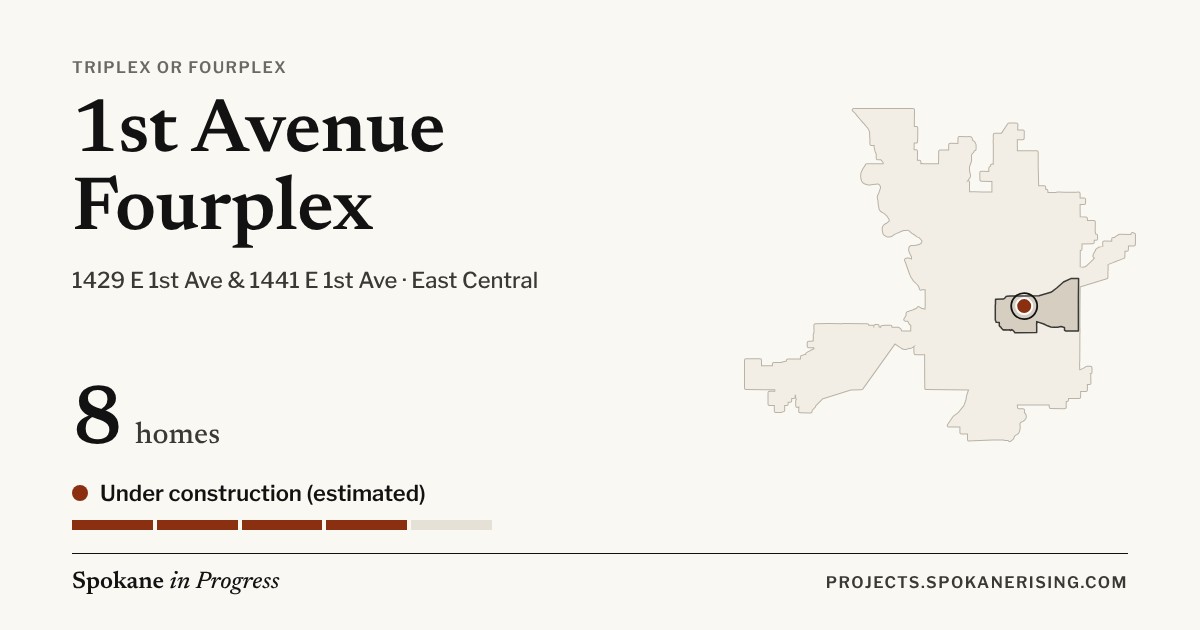 TRIPLEX OR FOURPLEX
1st Avenue
Fourplex
1429 E 1st Ave & 1441 E 1st Ave · East Central
8 homes
Under construction (estimated)
Spokane in Progress
PROJECTS.SPOKANERISING.COM